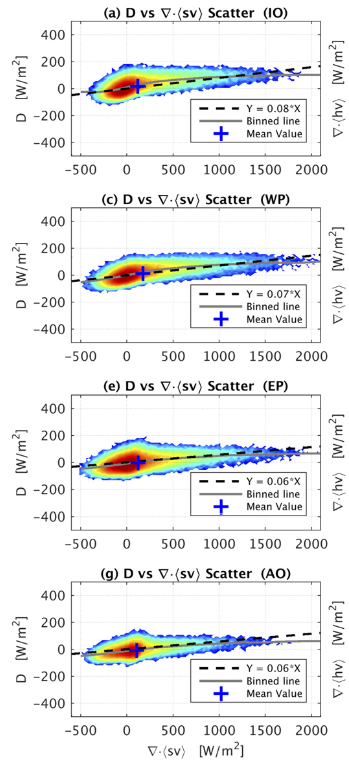 (a) D vs ∇·⟨sv⟩ Scatter (IO)
400
200
0
−200
−400
D [W/m²]
∇·⟨hv⟩ [W/m²]
Y = 0.08*X
Binned line
Mean Value
−500 0 500 1000 1500 2000
(c) D vs ∇·⟨sv⟩ Scatter (WP)
400
200
0
−200
−400
D [W/m²]
∇·⟨hv⟩ [W/m²]
Y = 0.07*X
Binned line
Mean Value
−500 0 500 1000 1500 2000
(e) D vs ∇·⟨sv⟩ Scatter (EP)
400
200
0
−200
−400
D [W/m²]
∇·⟨hv⟩ [W/m²]
Y = 0.06*X
Binned line
Mean Value
−500 0 500 1000 1500 2000
(g) D vs ∇·⟨sv⟩ Scatter (AO)
400
200
0
−200
−400
D [W/m²]
∇·⟨hv⟩ [W/m²]
Y = 0.06*X
Binned line
Mean Value
−500 0 500 1000 1500 2000
∇·⟨sv⟩ [W/m²]